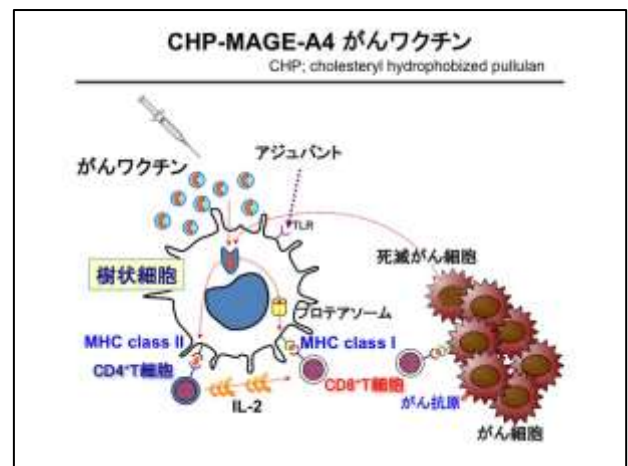 CHP-MAGE-A4 がんワクチン
CHP; cholesteryl hydrophobized pullulan
がんワクチン
アジュバント
TLR
死滅がん細胞
樹状細胞
プロテアソーム
MHC class II
MHC class I
CD4⁺T細胞
CD8⁺T細胞
IL-2
がん抗原
がん細胞